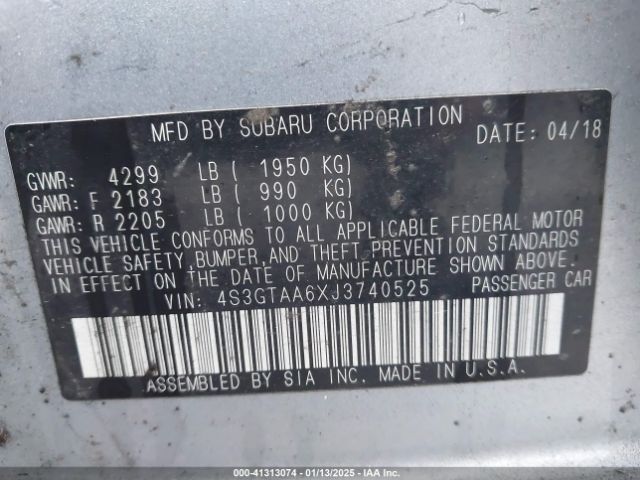 MFD BY SUBARU CORPORATION DATE: 04/18
GVWR: 4299 LB ( 1950 KG)
GAWR: F 2183 LB ( 990 KG)
GAWR: R 2205 LB ( 1000 KG)
THIS VEHICLE CONFORMS TO ALL APPLICABLE FEDERAL MOTOR
VEHICLE SAFETY, BUMPER, AND THEFT PREVENTION STANDARDS
IN EFFECT ON THE DATE OF MANUFACTURE SHOWN ABOVE.
VIN: 4S3GTAA6XJ3740525 PASSENGER CAR
ASSEMBLED BY SIA INC. MADE IN U.S.A.
000-41313074 - 01/13/2025 - IAA Inc.